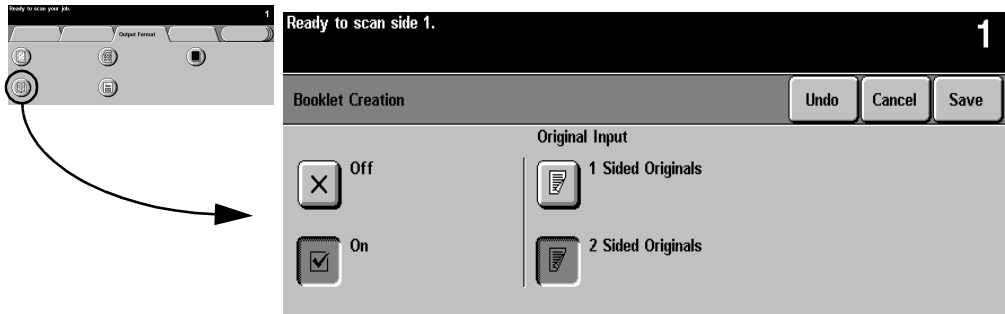 Ready to scan your job.
1
Output Format
Ready to scan side 1.
1
Booklet Creation
Undo
Cancel
Save
Original Input
Off
1 Sided Originals
On
2 Sided Originals